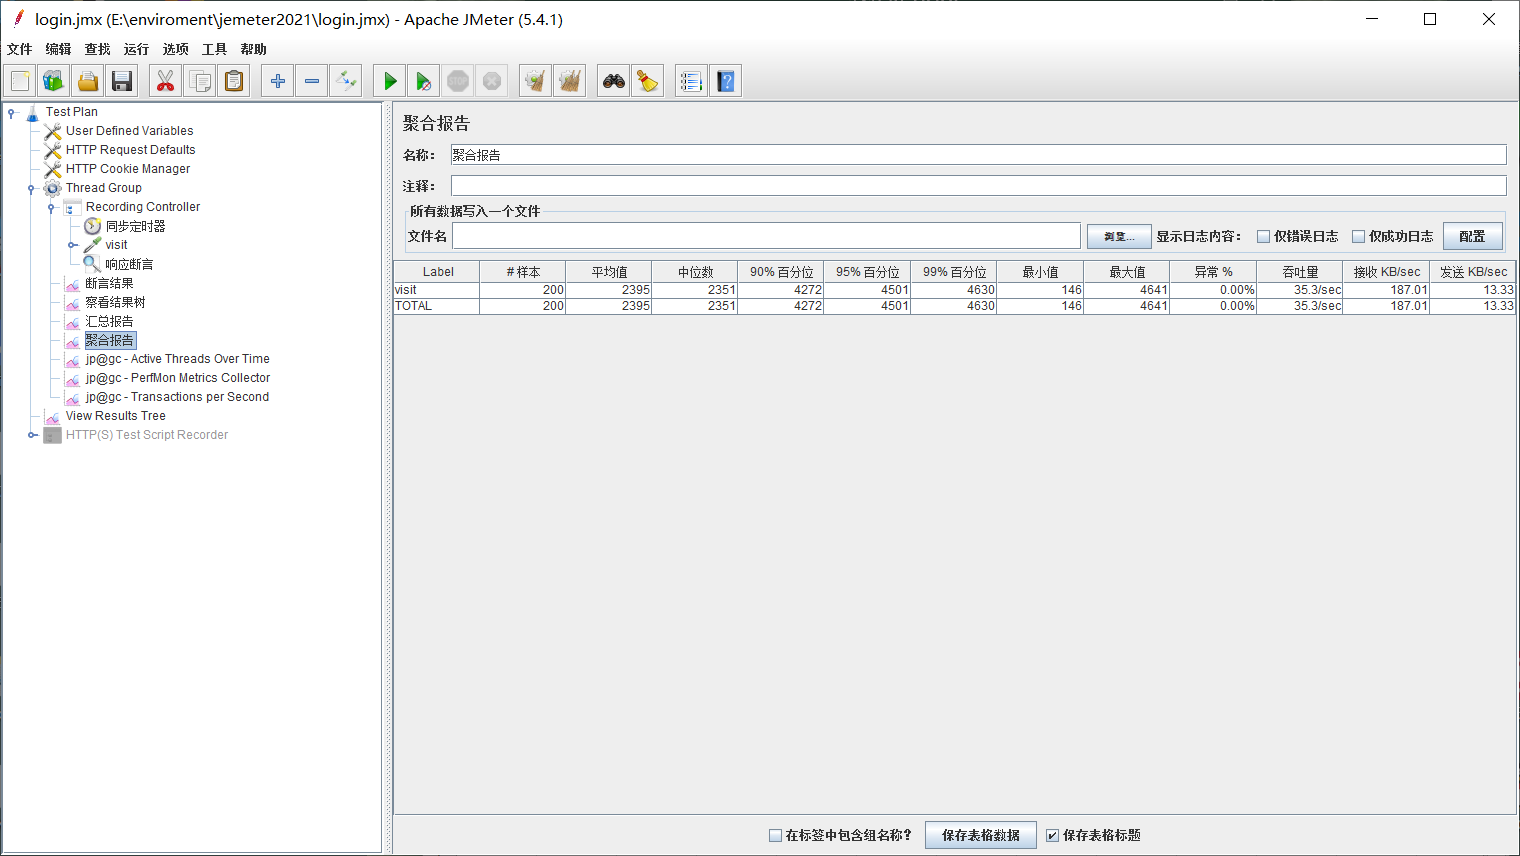 login.jmx (E:\enviroment\jemeter2021\login.jmx) - Apache JMeter (5.4.1)
文件 编辑 查找 运行 选项 工具 帮助
STOP
Test Plan
User Defined Variables
HTTP Request Defaults
HTTP Cookie Manager
Thread Group
Recording Controller
同步定时器
visit
响应断言
断言结果
察看结果树
汇总报告
聚合报告
jp@gc - Active Threads Over Time
jp@gc - PerfMon Metrics Collector
jp@gc - Transactions per Second
View Results Tree
HTTP(S) Test Script Recorder
聚合报告
名称： 聚合报告
注释：
所有数据写入一个文件
文件名 浏览... 显示日志内容： 仅错误日志 仅成功日志 配置
Label # 样本 平均值 中位数 90% 百分位 95% 百分位 99% 百分位 最小值 最大值 异常 % 吞吐量 接收 KB/sec 发送 KB/sec
visit 200 2395 2351 4272 4501 4630 146 4641 0.00% 35.3/sec 187.01 13.33
TOTAL 200 2395 2351 4272 4501 4630 146 4641 0.00% 35.3/sec 187.01 13.33
在标签中包含组名称? 保存表格数据 保存表格标题